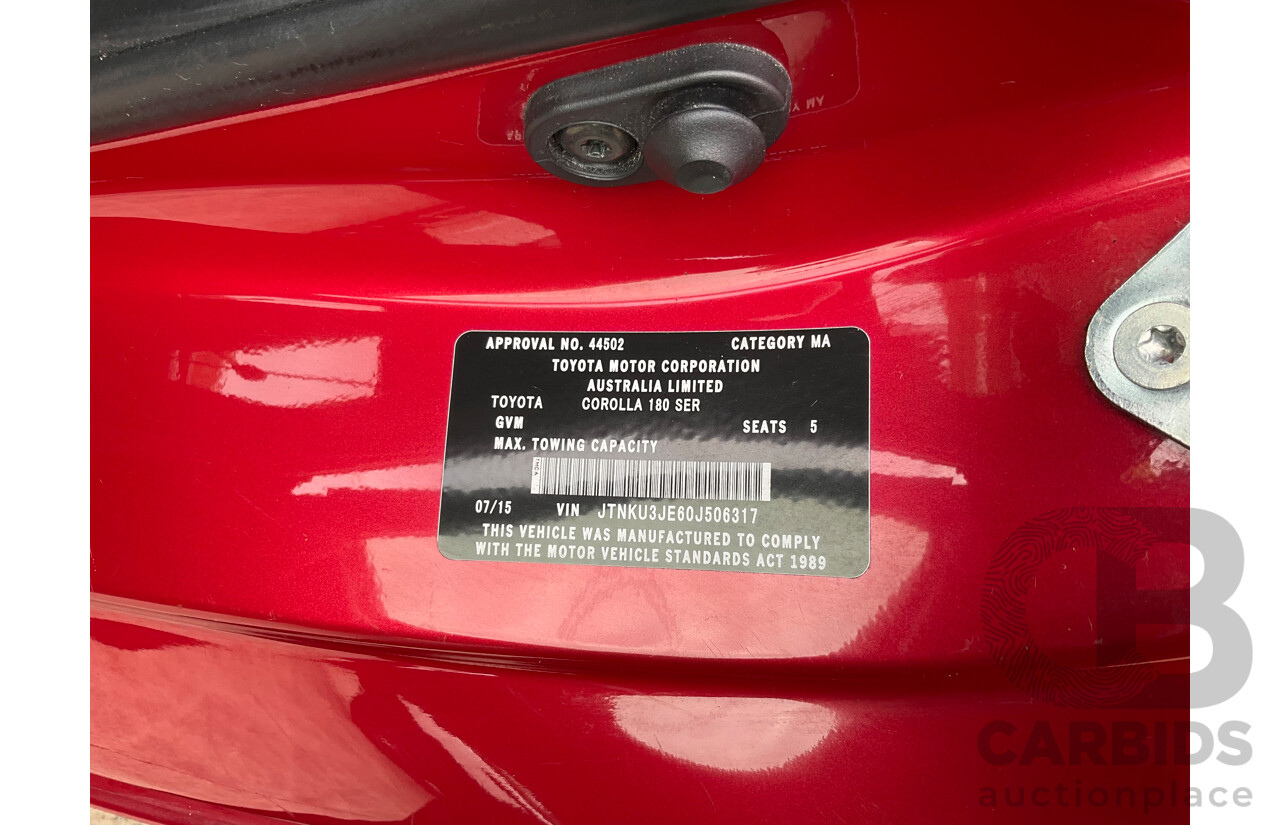 APPROVAL NO. 44502 CATEGORY MA
TOYOTA MOTOR CORPORATION
AUSTRALIA LIMITED
TOYOTA COROLLA 180 SER
GVM SEATS 5
MAX. TOWING CAPACITY
07/15 VIN JTNKU3JE60J506317
THIS VEHICLE WAS MANUFACTURED TO COMPLY
WITH THE MOTOR VEHICLE STANDARDS ACT 1989
CB
CARBIDS
auctionplace